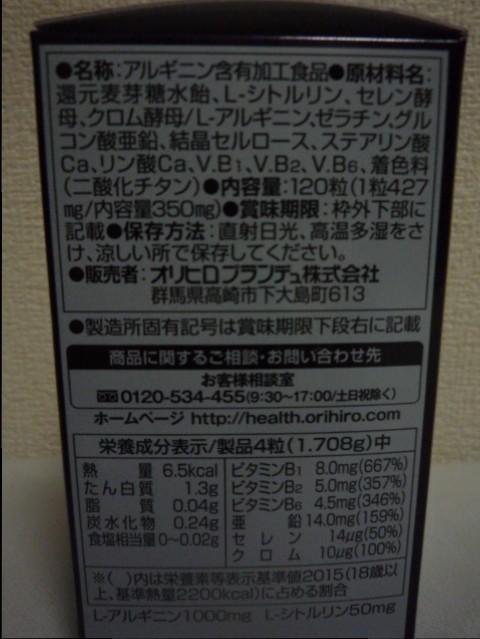 ●名称:アルギニン含有加工食品●原材料名:
還元麦芽糖水飴、L-シトルリン、セレン酵
母、クロム酵母/L-アルギニン、ゼラチン、グル
コン酸亜鉛、結晶セルロース、ステアリン酸
Ca、リン酸Ca、V.B₁、V.B₂、V.B₆、着色料
(二酸化チタン)●内容量:120粒(1粒427
mg/内容量350mg)●賞味期限:枠外下部に
記載●保存方法:直射日光、高温多湿をさ
け、涼しい所で保存してください。
●販売者:オリヒロプランデュ株式会社
群馬県高崎市下大島町613
●製造所固有記号は賞味期限下段右に記載
商品に関するご相談・お問い合わせ先
お客様相談室
0120-534-455(9:30~17:00/土日祝除く)
ホームページ http://health.orihiro.com
栄養成分表示/製品4粒(1.708g)中
熱量 6.5kcal
たん白質 1.3g
脂質 0.04g
炭水化物 0.24g
食塩相当量 0~0.02g
ビタミンB₁ 8.0mg(667%)
ビタミンB₂ 5.0mg(357%)
ビタミンB₆ 4.5mg(346%)
亜鉛 14.0mg(159%)
セレン 14μg(50%)
クロム 10μg(100%)
※( )内は栄養素等表示基準値2015(18歳以
上、基準熱量2200kcal)に占める割合
L-アルギニン1000mg L-シトルリン50mg